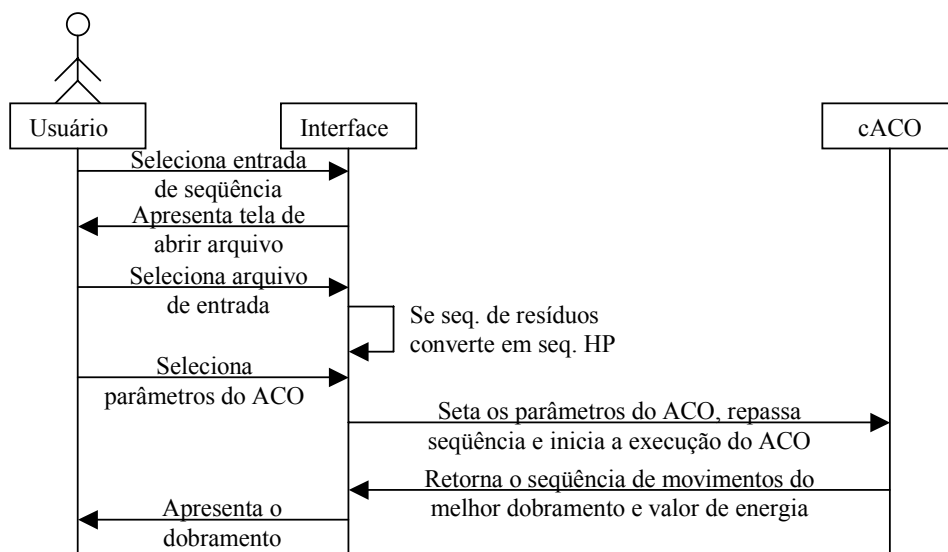 Usuário
Interface
cACO
Seleciona entrada
de seqüência
Apresenta tela de
abrir arquivo
Seleciona arquivo
de entrada
Se seq. de resíduos
converte em seq. HP
Seleciona
parâmetros do ACO
Seta os parâmetros do ACO, repassa
seqüência e inicia a execução do ACO
Retorna o seqüência de movimentos do
melhor dobramento e valor de energia
Apresenta o
dobramento